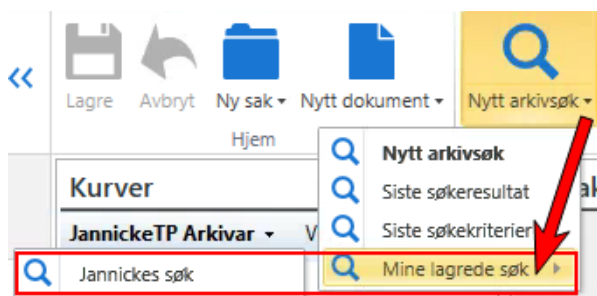 Lagre Avbryt Ny sak Nytt dokument Nytt arkivsøk
Hjem
Nytt arkivsøk
Kurver
Siste søkeresultat
JannickeTP Arkivar
Siste søkekriterier
Jannickes søk
Mine lagrede søk